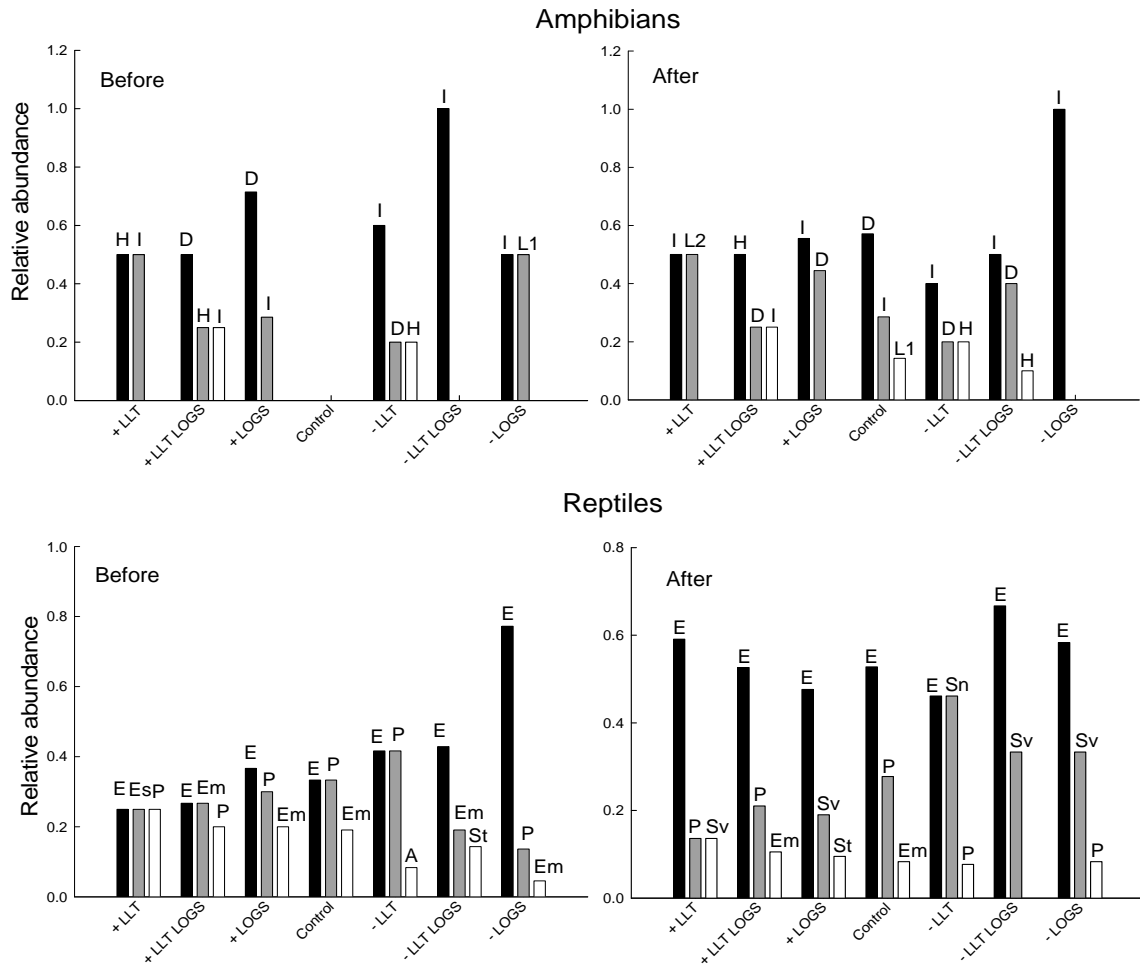 Amphibians
Before
After
Relative abundance
1.2
1.0
0.8
0.6
0.4
0.2
0.0
H I
D
H I
D
I
I
D H
I
I L1
+ LLT
+ LLT LOGS
+ LOGS
Control
- LLT
- LLT LOGS
- LOGS
1.2
1.0
0.8
0.6
0.4
0.2
0.0
I L2
H
D I
I
D
D
I
L1
I
D H
I
D
H
I
+ LLT
+ LLT LOGS
+ LOGS
Control
- LLT
- LLT LOGS
- LOGS
Reptiles
Before
After
Relative abundance
1.0
0.8
0.6
0.4
0.2
0.0
E Es P
E Em
P
E
P
Em
E P
Em
E P
A
E
Em
St
E
P
Em
+ LLT
+ LLT LOGS
+ LOGS
Control
- LLT
- LLT LOGS
- LOGS
0.8
0.6
0.4
0.2
0.0
E
P Sv
E
P
Em
E
Sv
St
E
P
Em
E Sn
P
E
Sv
E
Sv
P
+ LLT
+ LLT LOGS
+ LOGS
Control
- LLT
- LLT LOGS
- LOGS